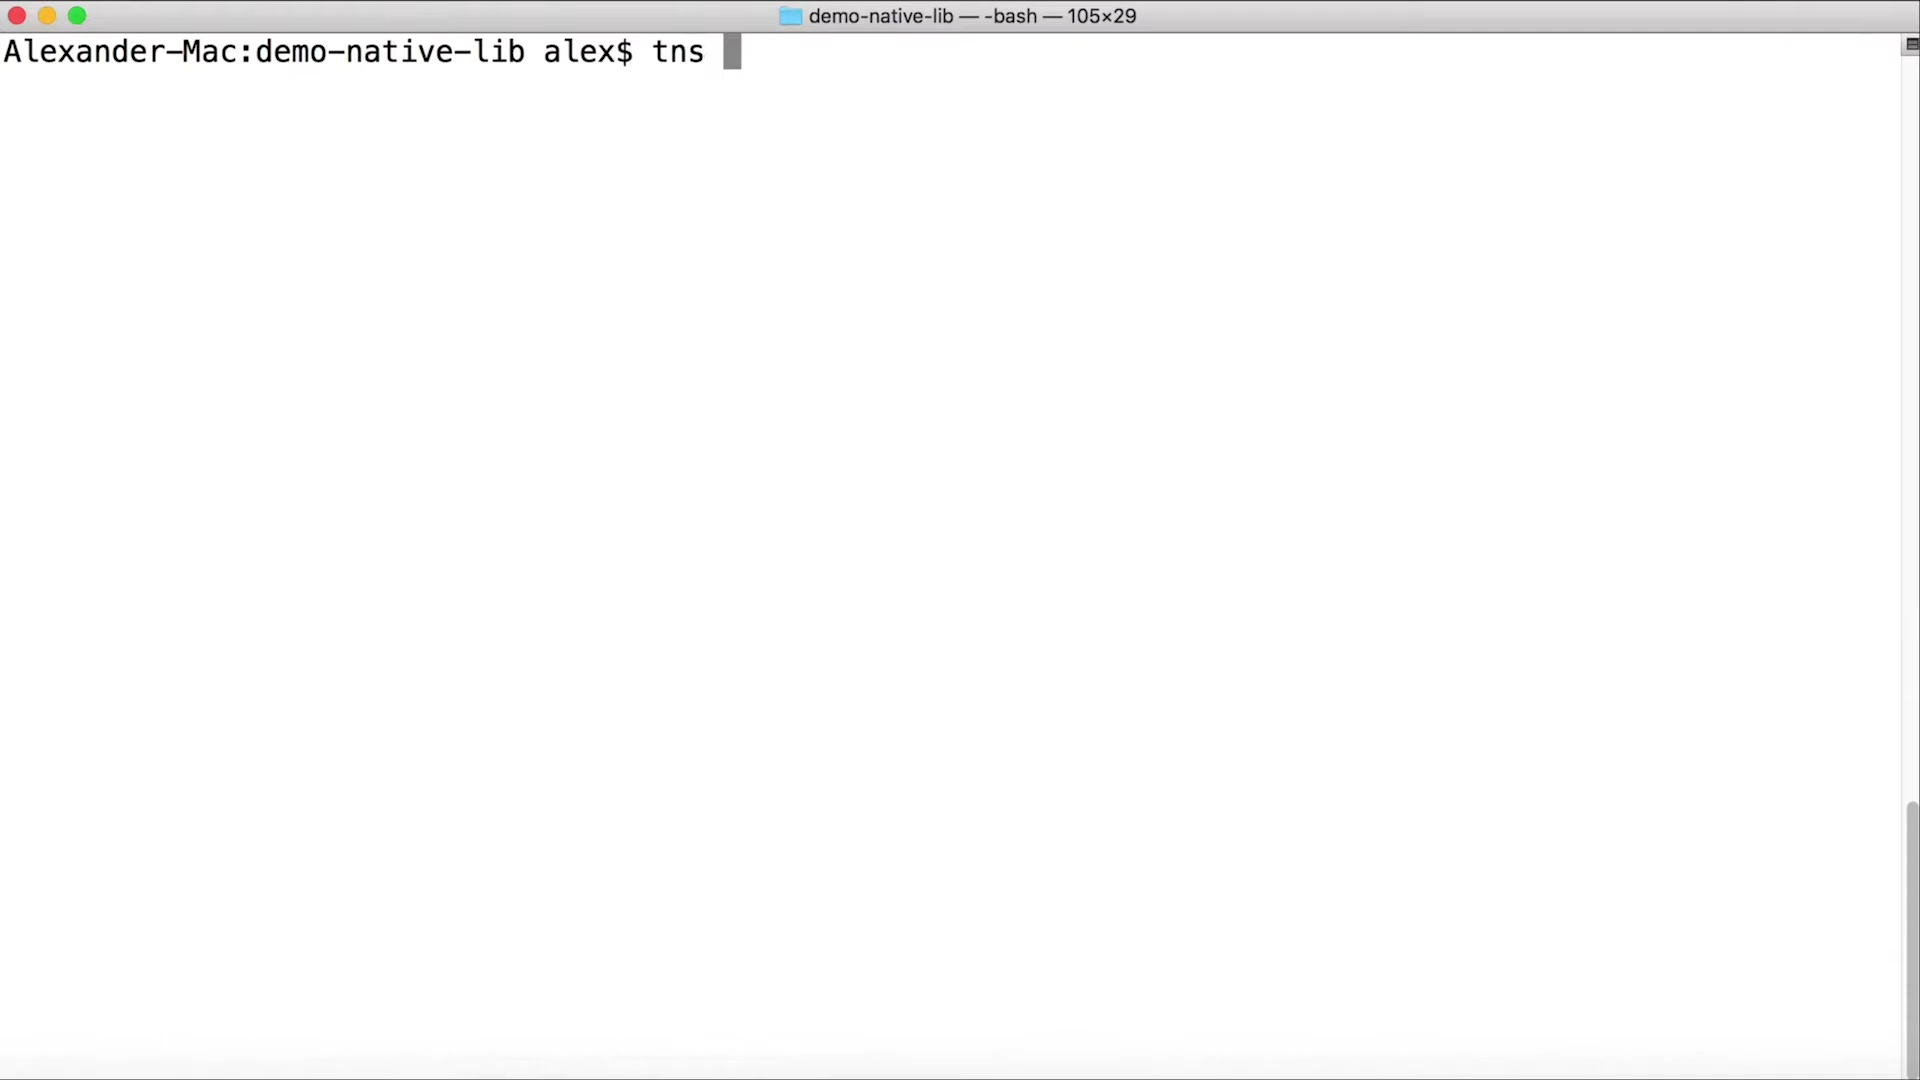 demo-native-lib — -bash — 105×29
Alexander-Mac:demo-native-lib alex$ tns